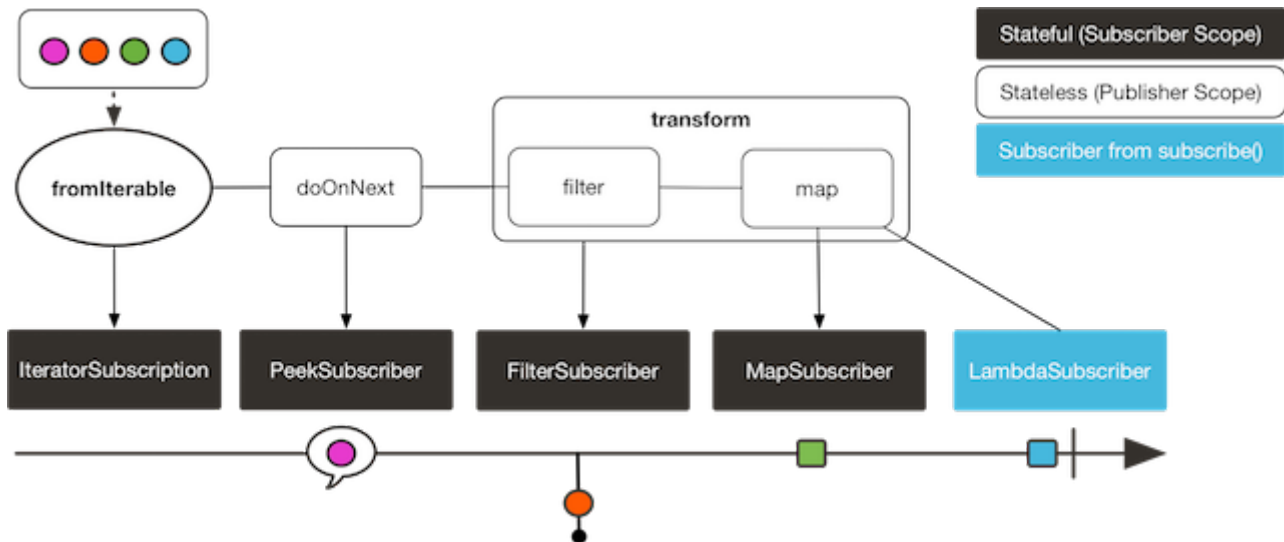 Stateful (Subscriber Scope)
Stateless (Publisher Scope)
Subscriber from subscribe()
transform
fromIterable
doOnNext
filter
map
IteratorSubscription
PeekSubscriber
FilterSubscriber
MapSubscriber
LambdaSubscriber